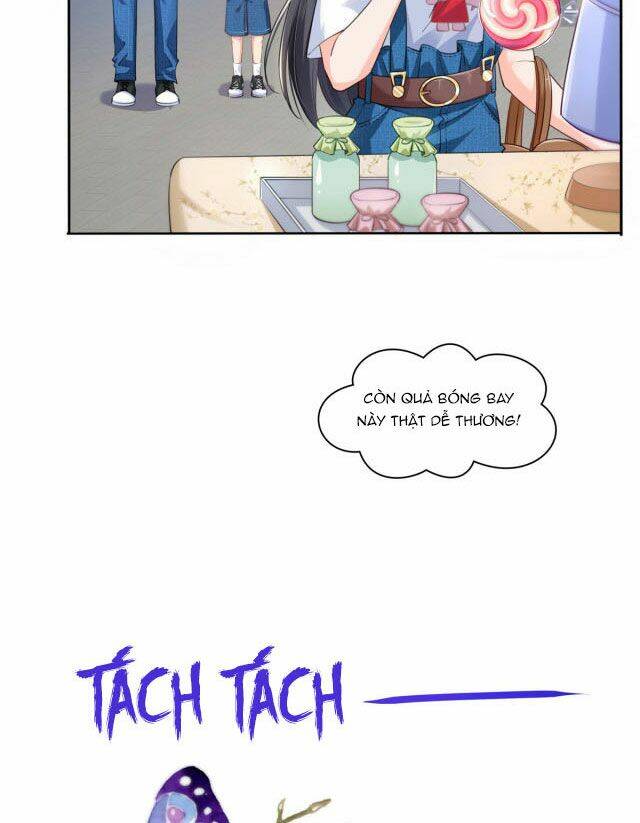 CÒN QUẢ BÓNG BAY
NÀY THẬT DỄ THƯƠNG!
TÁCH TÁCH